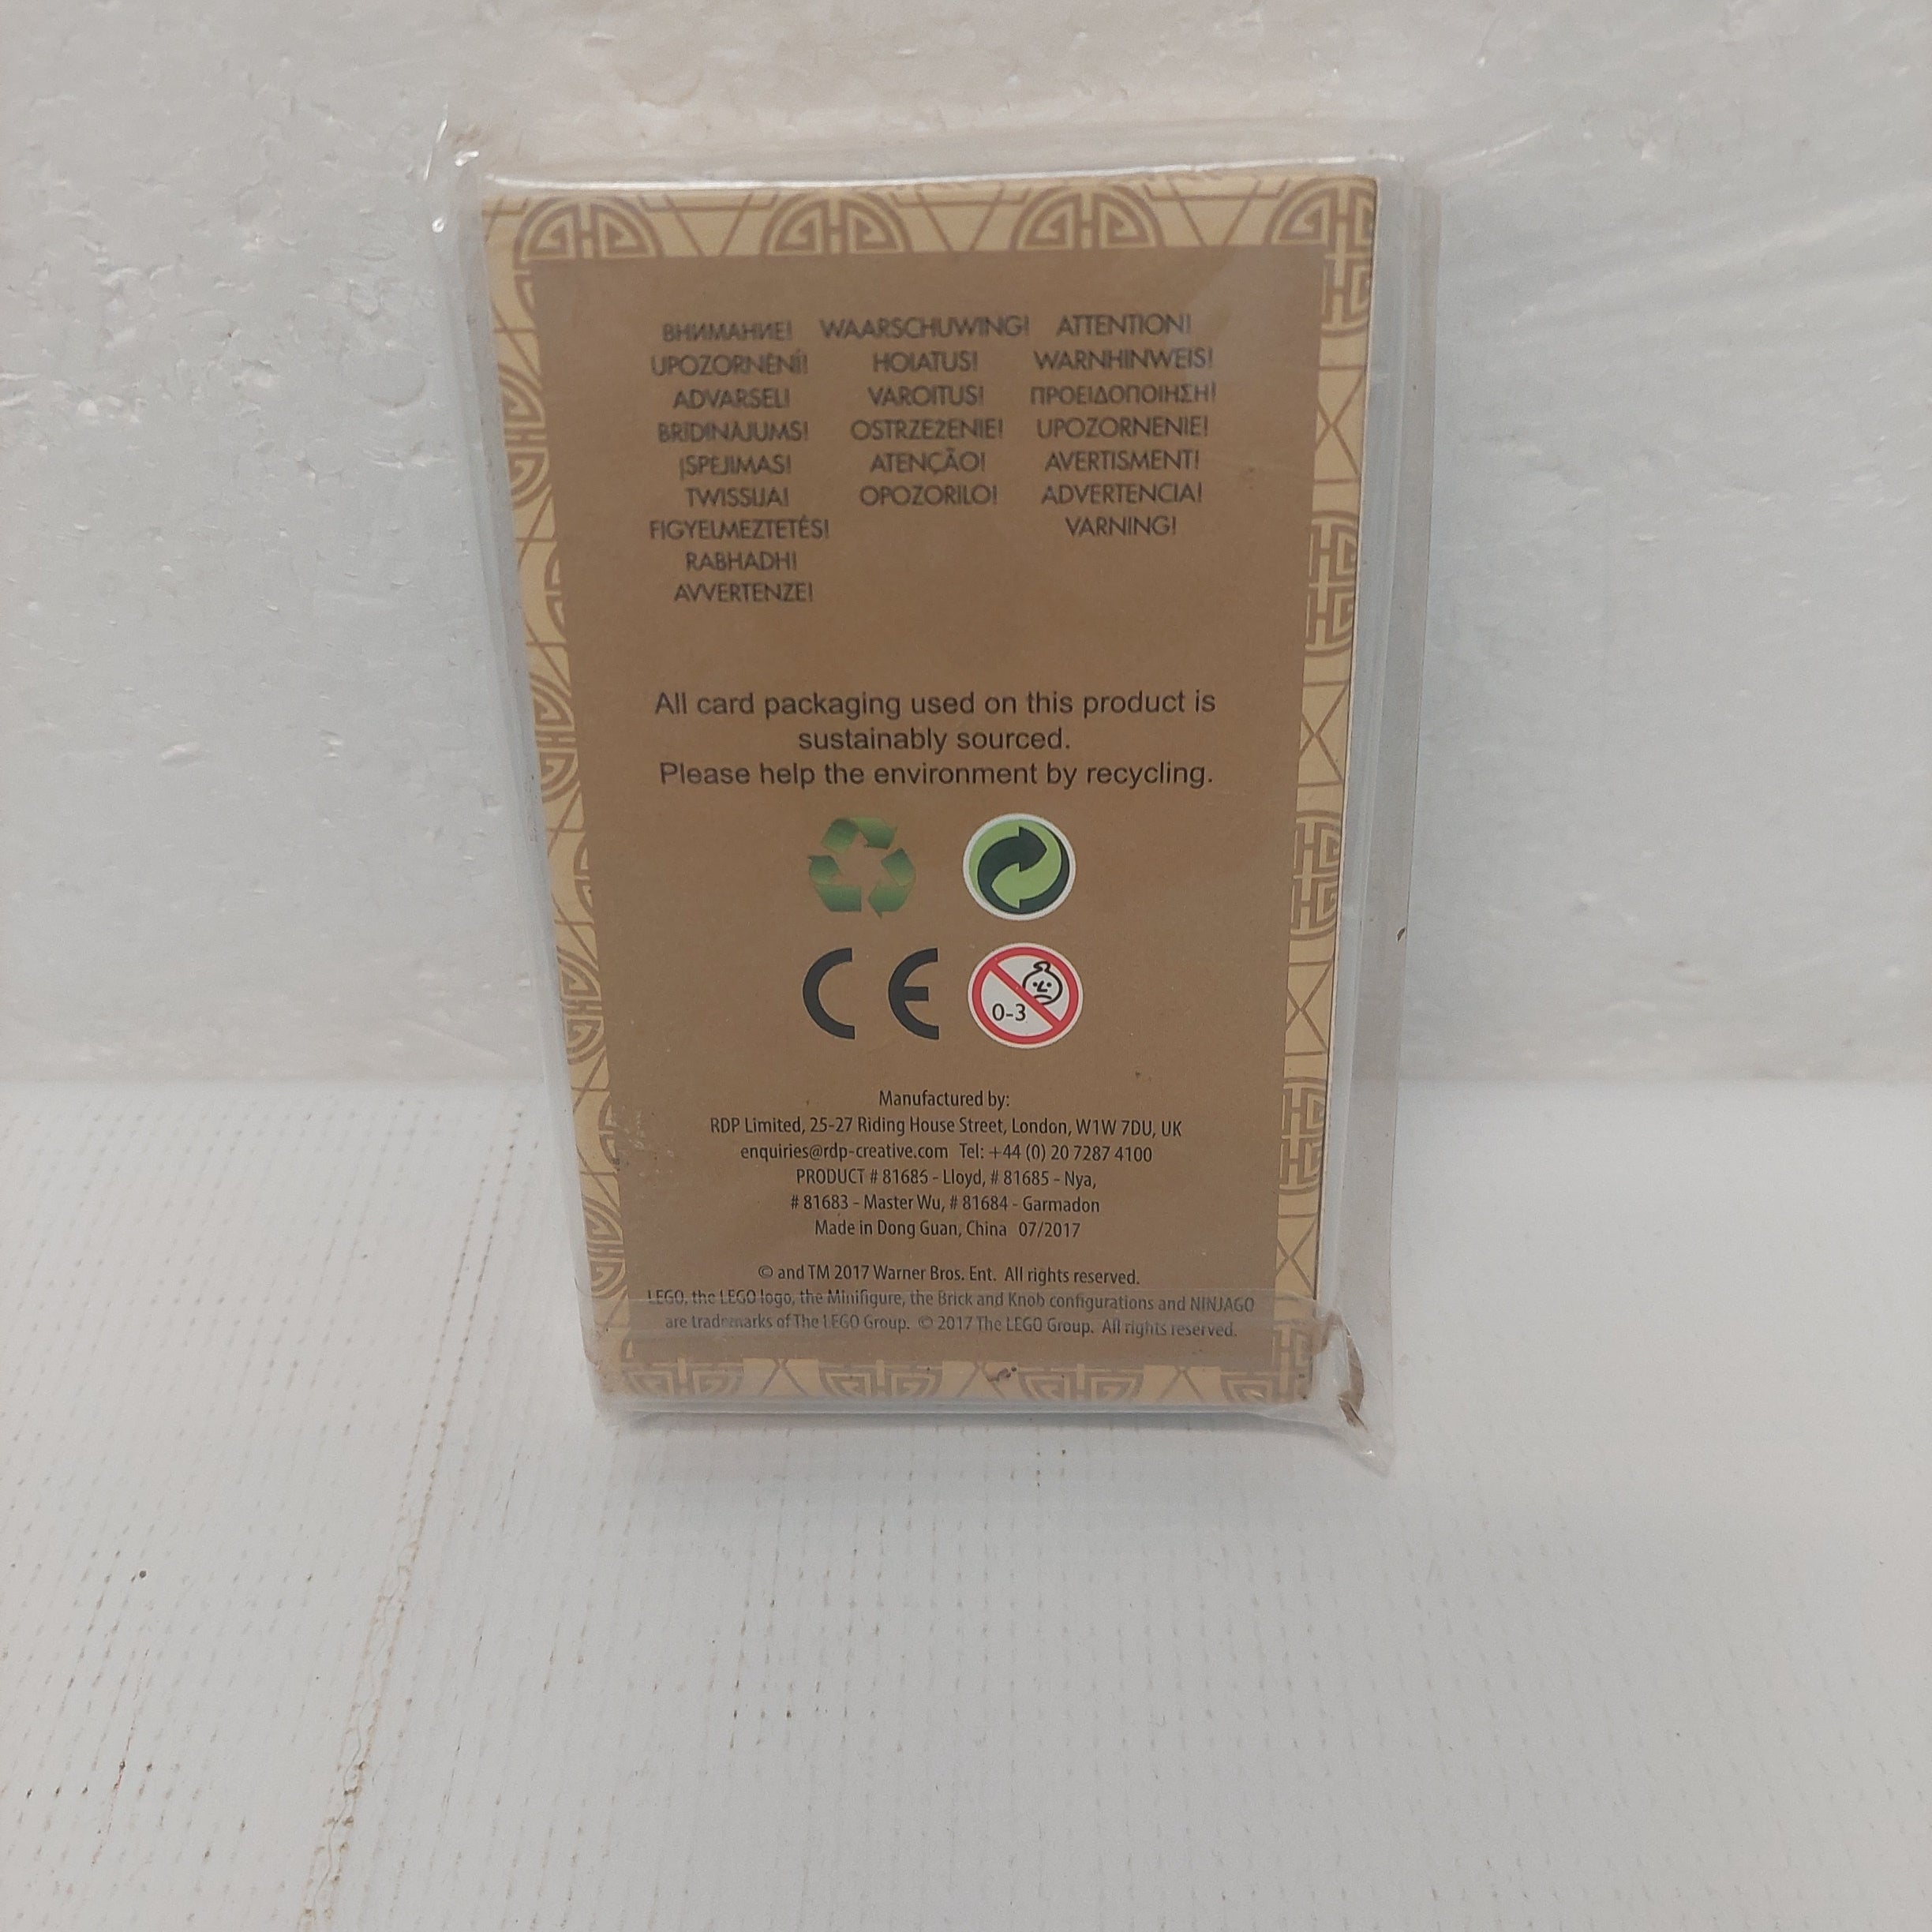 ВНИМАНИЕ! WAARSCHUWING! ATTENTION!
UPOZORNĚNÍ! HOIATUS! WARNHINWEIS!
ADVARSEL! VAROITUS! ΠΡΟΕΙΔΟΠΟΙΗΣΗ!
BRĪDINĀJUMS! OSTRZEŻENIE! UPOZORNENIE!
ĮSPĖJIMAS! ATENÇÃO! AVERTISMENT!
TWISSIJA! OPOZORILO! ADVERTENCIA!
FIGYELMEZTETÉS! VARNING!
RABHADH!
AVVERTENZE!
All card packaging used on this product is
sustainably sourced.
Please help the environment by recycling.
CE 0-3
Manufactured by:
RDP Limited, 25-27 Riding House Street, London, W1W 7DU, UK
enquiries@rdp-creative.com Tel: +44 (0) 20 7287 4100
PRODUCT # 81686 - Lloyd, # 81685 - Nya,
# 81683 - Master Wu, # 81684 - Garmadon
Made in Dong Guan, China 07/2017
© and TM 2017 Warner Bros. Ent. All rights reserved.
LEGO, the LEGO logo, the Minifigure, the Brick and Knob configurations and NINJAGO
are trademarks of The LEGO Group. © 2017 The LEGO Group. All rights reserved.